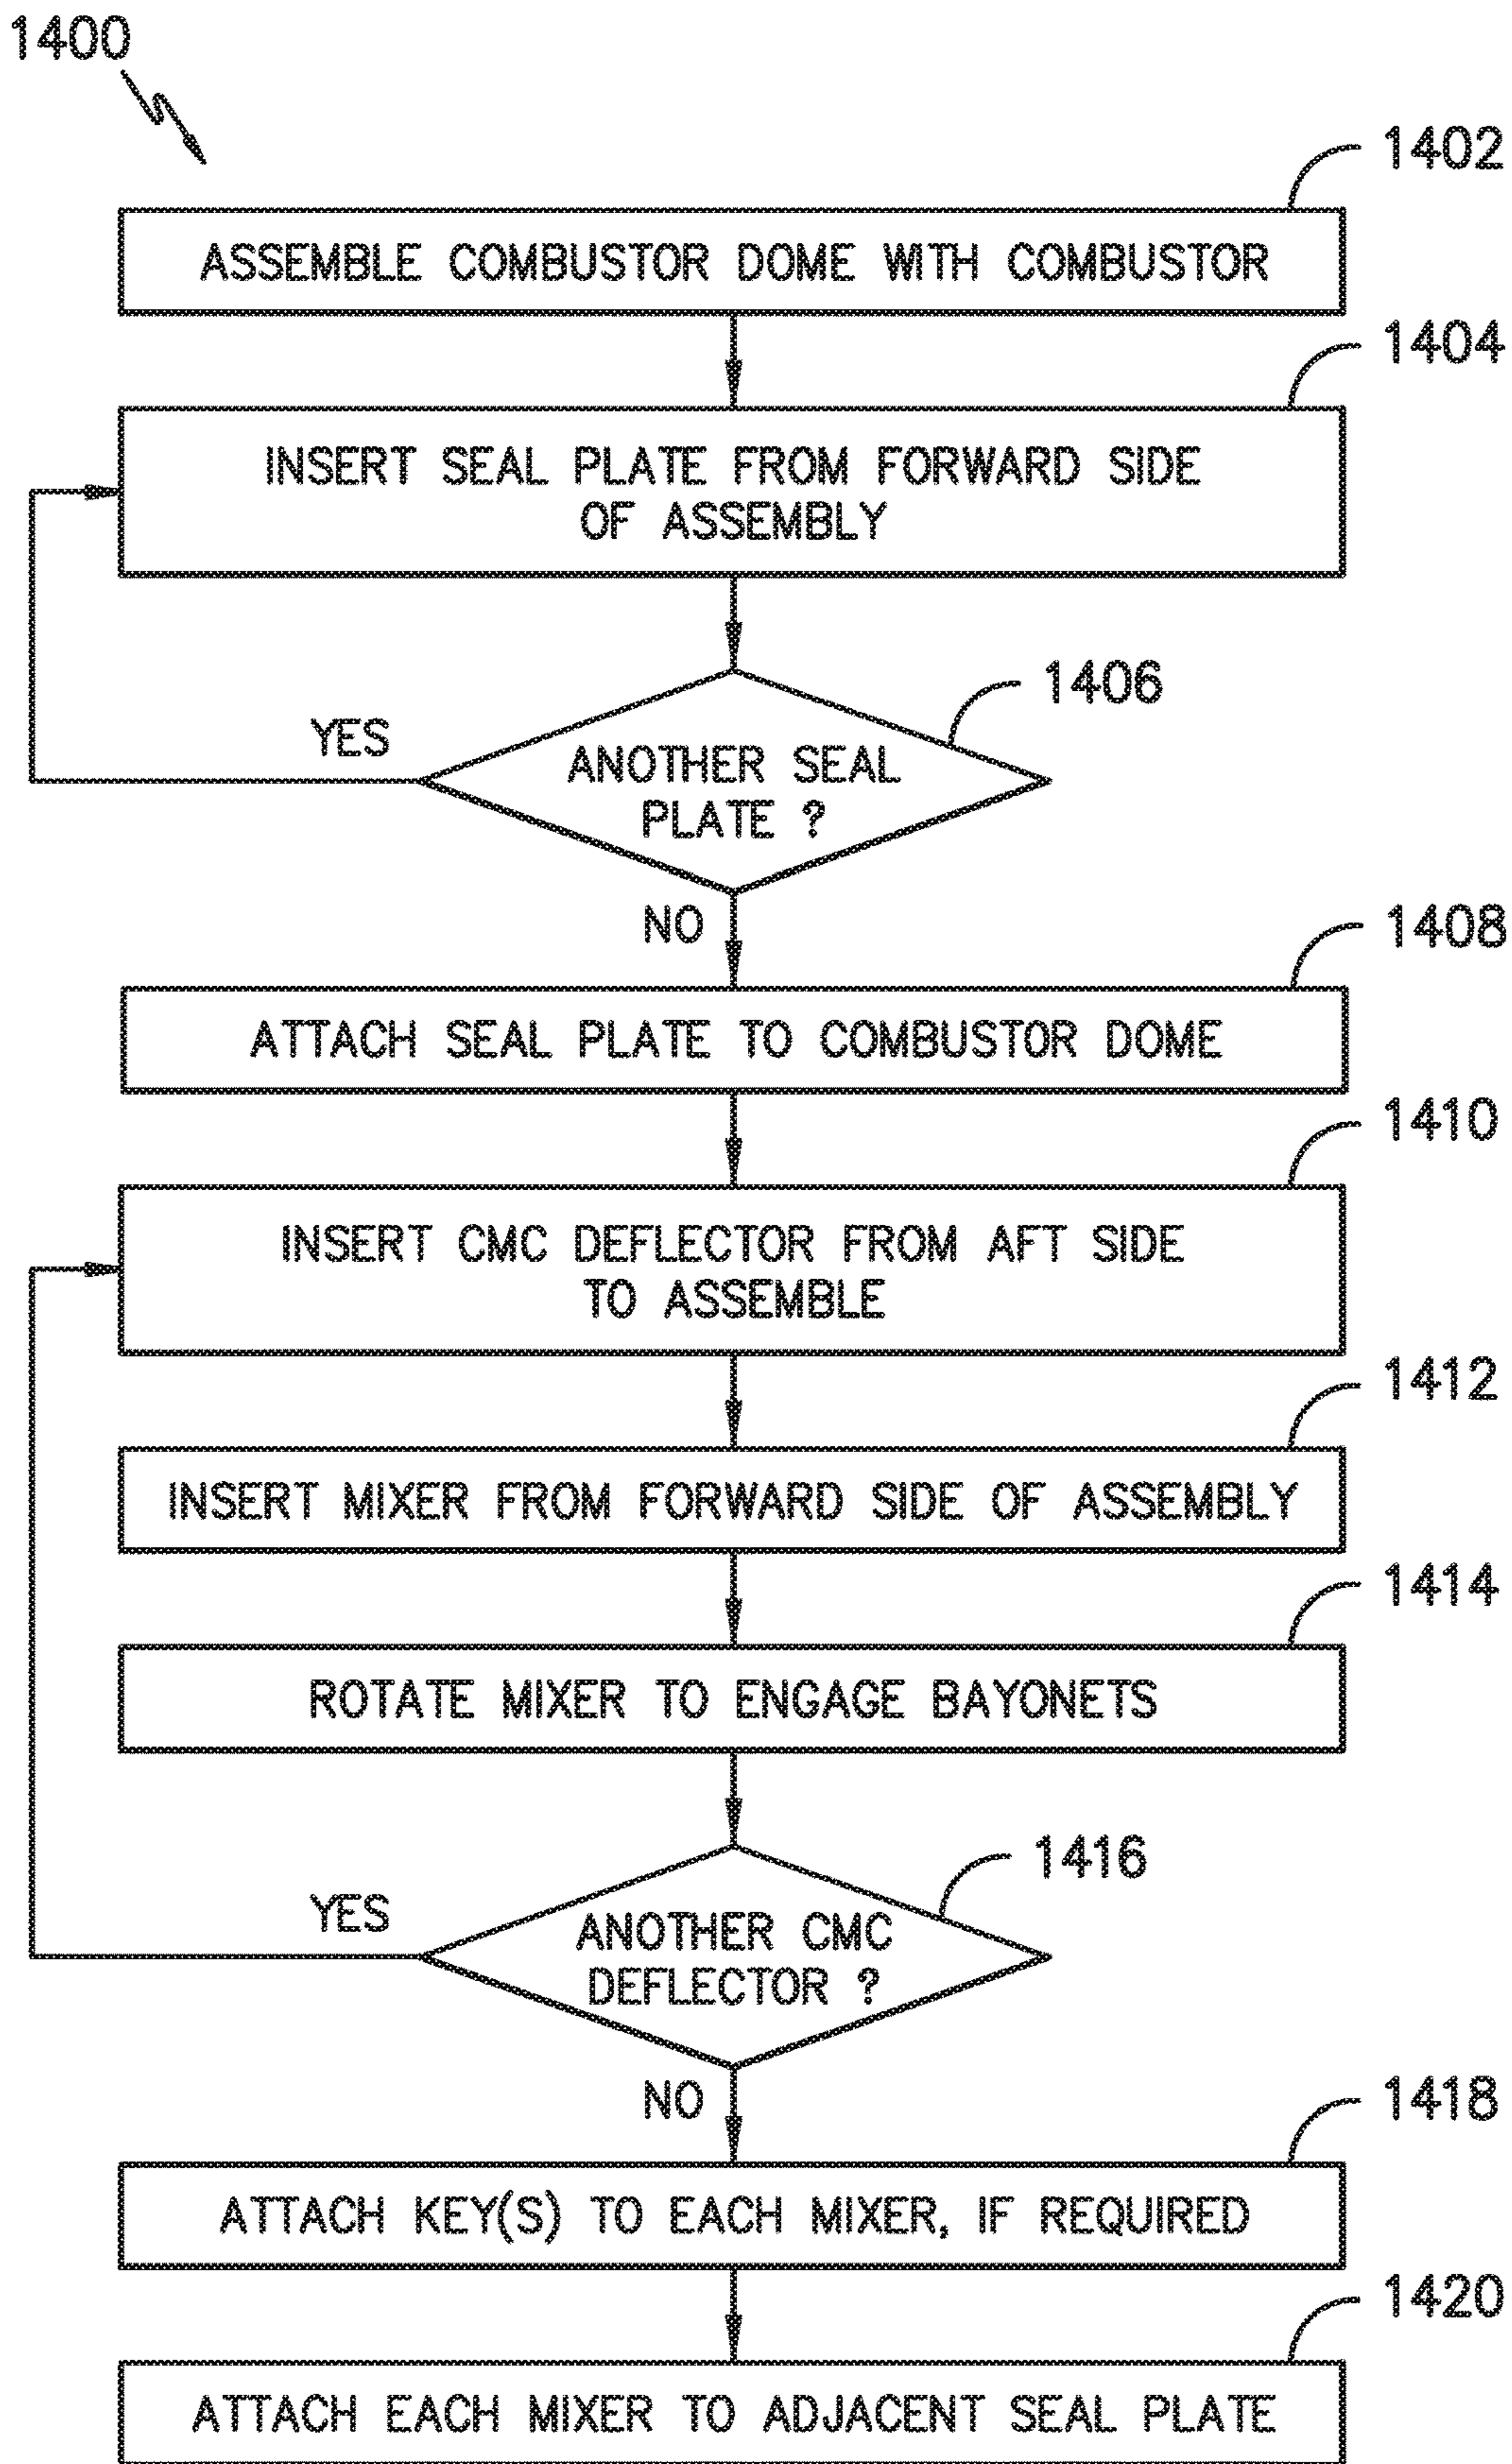 1400
1402
ASSEMBLE COMBUSTOR DOME WITH COMBUSTOR
1404
INSERT SEAL PLATE FROM FORWARD SIDE
OF ASSEMBLY
1406
YES
ANOTHER SEAL
PLATE ?
NO
1408
ATTACH SEAL PLATE TO COMBUSTOR DOME
1410
INSERT CMC DEFLECTOR FROM AFT SIDE
TO ASSEMBLE
1412
INSERT MIXER FROM FORWARD SIDE OF ASSEMBLY
1414
ROTATE MIXER TO ENGAGE BAYONETS
1416
YES
ANOTHER CMC
DEFLECTOR ?
NO
1418
ATTACH KEY(S) TO EACH MIXER, IF REQUIRED
1420
ATTACH EACH MIXER TO ADJACENT SEAL PLATE